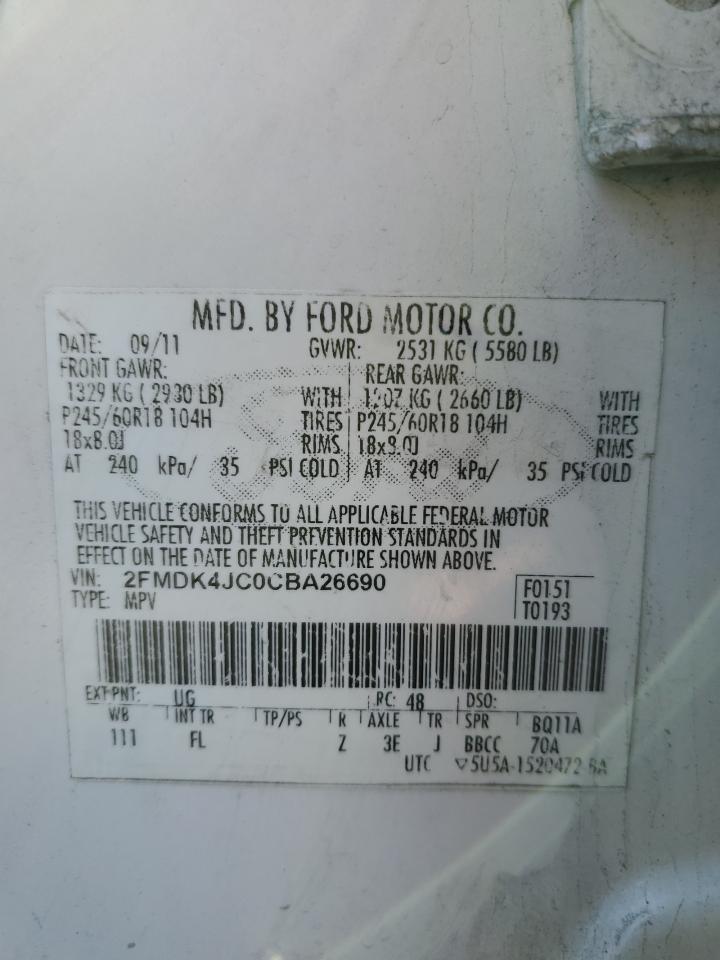 MFD. BY FORD MOTOR CO.
DATE: 09/11 GVWR: 2531 KG ( 5580 LB)
FRONT GAWR: REAR GAWR:
1329 KG ( 2930 LB) WITH 1207 KG ( 2660 LB) WITH
P245/60R18 104H TIRES P245/60R18 104H TIRES
18x8.0J RIMS 18x8.0J RIMS
AT 240 kPa/ 35 PSI COLD AT 240 kPa/ 35 PSI COLD
THIS VEHICLE CONFORMS TO ALL APPLICABLE FEDERAL MOTOR
VEHICLE SAFETY AND THEFT PREVENTION STANDARDS IN
EFFECT ON THE DATE OF MANUFACTURE SHOWN ABOVE.
VIN: 2FMDK4JC0CBA26690 F0151
TYPE: MPV T0193
EXT PNT: UG RC: 48 DSO:
WB INT TR TP/PS R AXLE TR SPR BQ11A
111 FL Z 3E J BBCC 70A
UTC ▽5U5A-1520472-BA